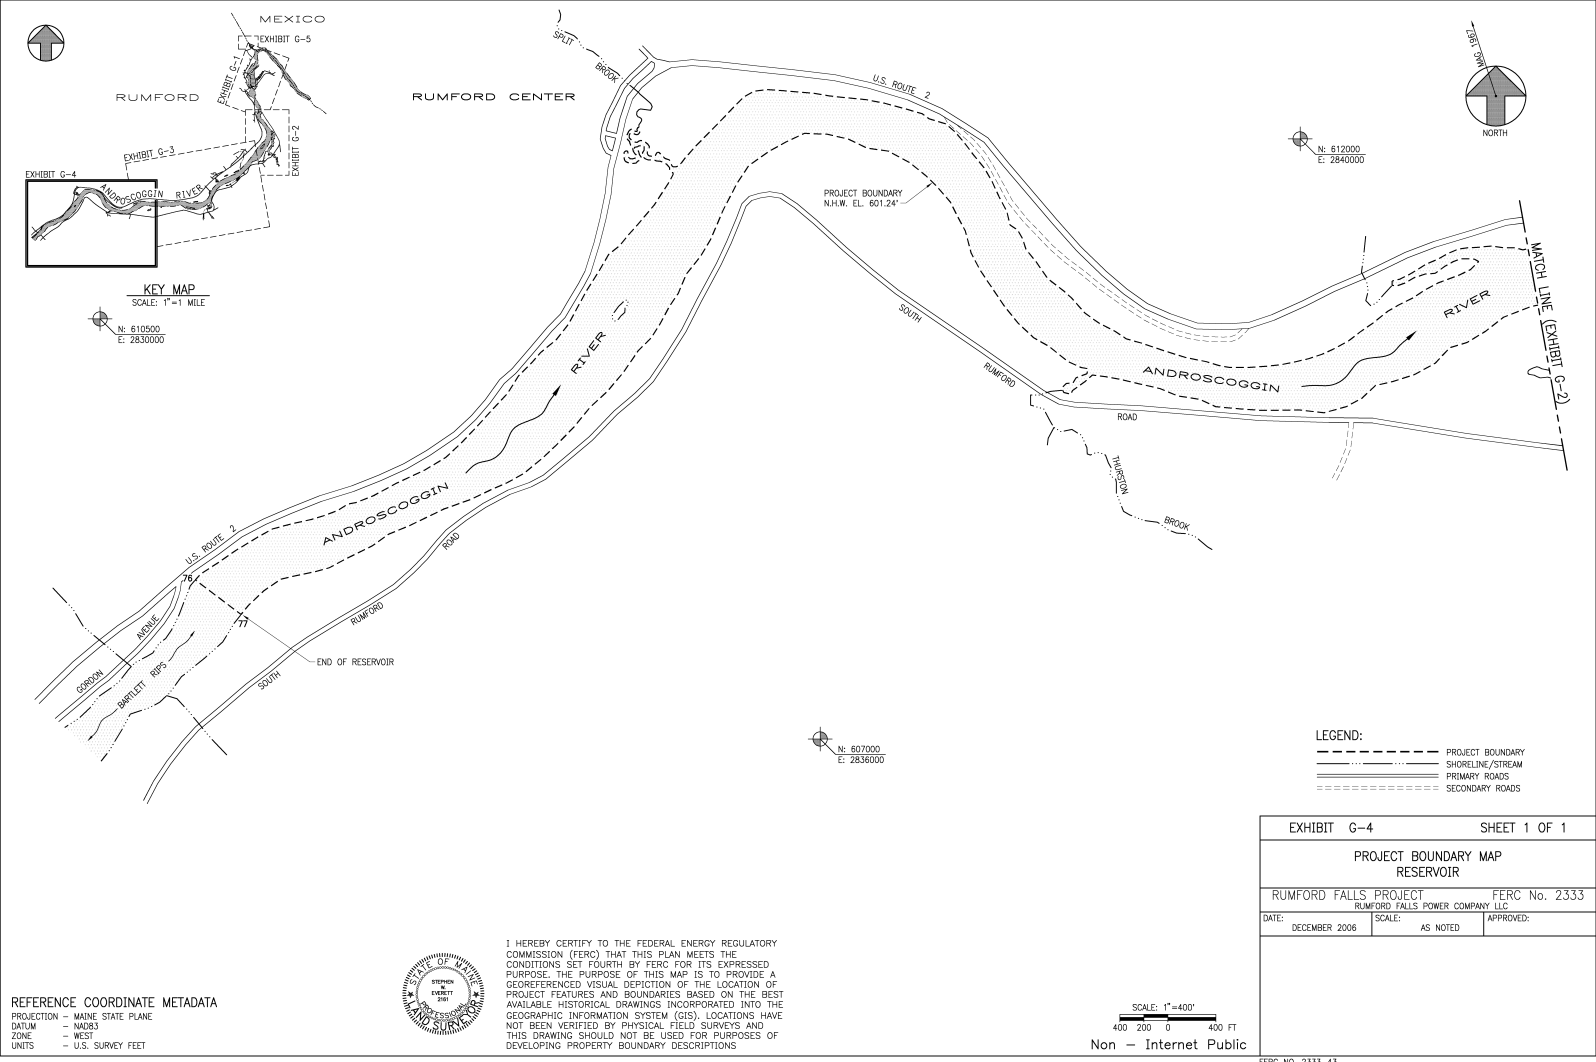 MEXICO
EXHIBIT G-5
EXHIBIT G-1
RUMFORD
EXHIBIT G-2
EXHIBIT G-3
EXHIBIT G-4
ANDROSCOGGIN RIVER
KEY MAP
SCALE: 1"=1 MILE
N: 610500
E: 2830000
RUMFORD CENTER
SPLIT
BROOK
U.S. ROUTE 2
MAG 1967
NORTH
N: 612000
E: 2840000
PROJECT BOUNDARY
N.H.W. EL. 601.24'
MATCH LINE (EXHIBIT G-2)
RIVER
ANDROSCOGGIN
SOUTH
RUMFORD
ROAD
THURSTON
BROOK
RIVER
ANDROSCOGGIN
U.S. ROUTE 2
ROAD
RUMFORD
SOUTH
76
77
END OF RESERVOIR
GORDON
AVENUE
BARTLETT RIPS
N: 607000
E: 2836000
LEGEND:
PROJECT BOUNDARY
SHORELINE/STREAM
PRIMARY ROADS
SECONDARY ROADS
EXHIBIT G-4 SHEET 1 OF 1
PROJECT BOUNDARY MAP
RESERVOIR
RUMFORD FALLS PROJECT FERC No. 2333
RUMFORD FALLS POWER COMPANY LLC
DATE: SCALE: APPROVED:
DECEMBER 2006 AS NOTED
REFERENCE COORDINATE METADATA
PROJECTION - MAINE STATE PLANE
DATUM - NAD83
ZONE - WEST
UNITS - U.S. SURVEY FEET
STATE OF MAINE
STEPHEN
W.
EVERETT
2161
PROFESSIONAL
LAND SURVEYOR
I HEREBY CERTIFY TO THE FEDERAL ENERGY REGULATORY
COMMISSION (FERC) THAT THIS PLAN MEETS THE
CONDITIONS SET FOURTH BY FERC FOR ITS EXPRESSED
PURPOSE. THE PURPOSE OF THIS MAP IS TO PROVIDE A
GEOREFERENCED VISUAL DEPICTION OF THE LOCATION OF
PROJECT FEATURES AND BOUNDARIES BASED ON THE BEST
AVAILABLE HISTORICAL DRAWINGS INCORPORATED INTO THE
GEOGRAPHIC INFORMATION SYSTEM (GIS). LOCATIONS HAVE
NOT BEEN VERIFIED BY PHYSICAL FIELD SURVEYS AND
THIS DRAWING SHOULD NOT BE USED FOR PURPOSES OF
DEVELOPING PROPERTY BOUNDARY DESCRIPTIONS
SCALE: 1"=400'
400 200 0 400 FT
Non - Internet Public
FERC NO. 2333-43